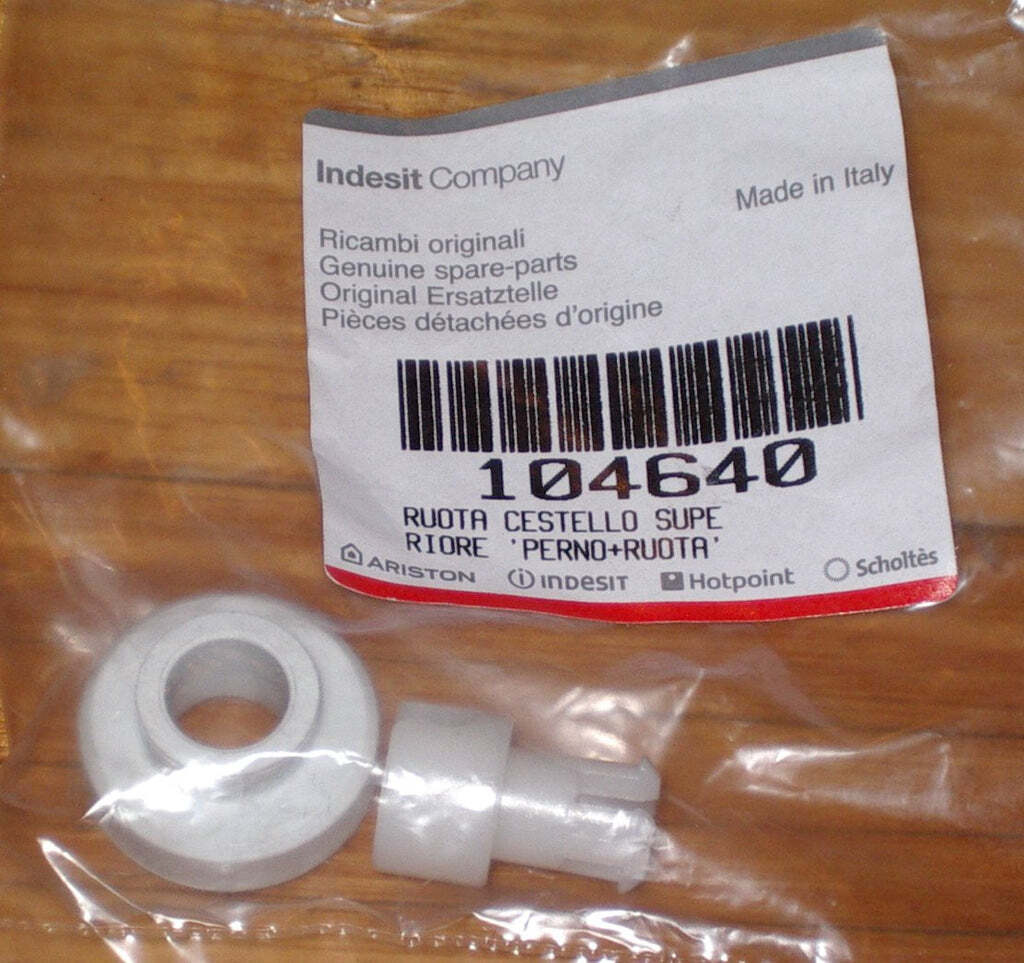 Indesit Company
Made in Italy
Ricambi originali
Genuine spare-parts
Original Ersatztelle
Pièces détachées d'origine
104640
RUOTA CESTELLO SUPE
RIORE 'PERNO+RUOTA'
ARISTON INDESIT Hotpoint Scholtès